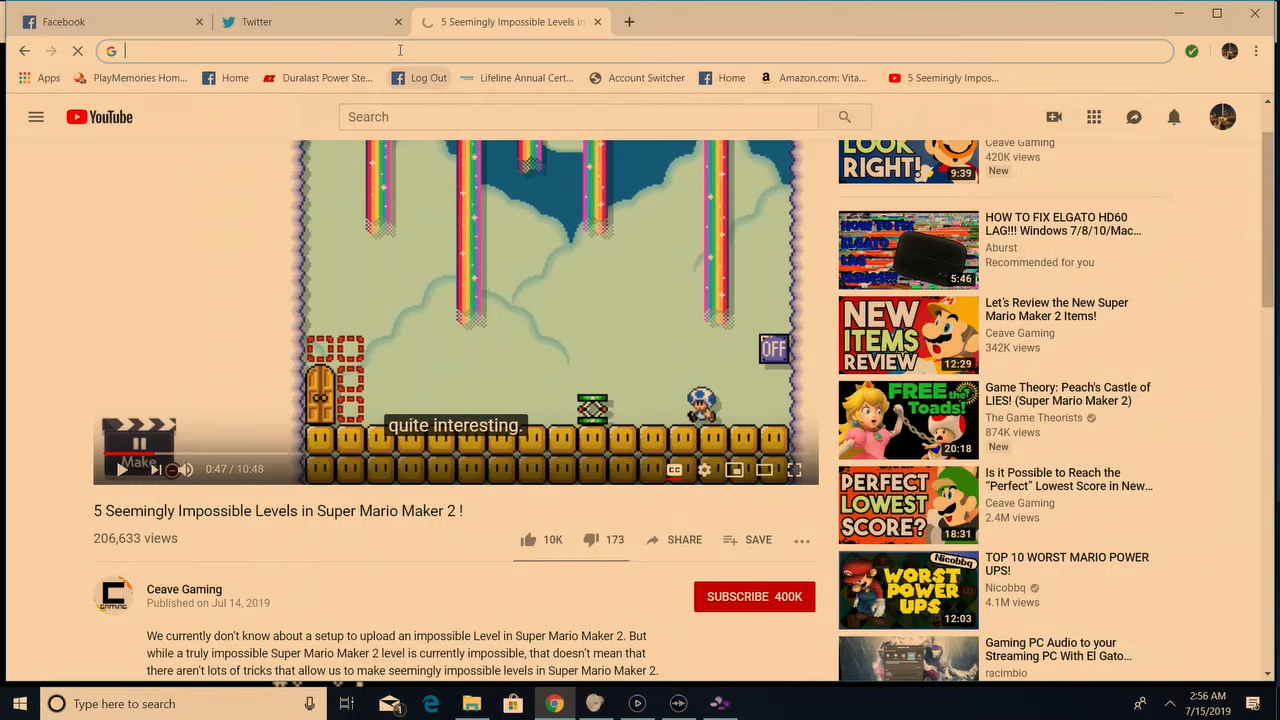 Facebook
Twitter
5 Seemingly Impossible Levels in
Apps
PlayMemories Hom...
Home
Duralast Power Ste...
Log Out
Lifeline Annual Cert...
Account Switcher
Home
Amazon.com: Vita...
5 Seemingly Impos...
YouTube
Search
OFF
quite interesting.
Make
0:47 / 10:48
CC
5 Seemingly Impossible Levels in Super Mario Maker 2 !
206,633 views
10K
173
SHARE
SAVE
Ceave Gaming
Published on Jul 14, 2019
SUBSCRIBE 400K
We currently don't know about a setup to upload an impossible Level in Super Mario Maker 2. But
while a truly impossible Super Mario Maker 2 level is currently impossible, that doesn't mean that
there aren't lots of tricks that allow us to make seemingly impossible levels in Super Mario Maker 2.
LOOK
RIGHT!
9:39
Ceave Gaming
420K views
New
HOW TO FIX
ELGATO HD60
5:46
HOW TO FIX ELGATO HD60
LAG!!! Windows 7/8/10/Mac...
Aburst
Recommended for you
NEW
ITEMS
REVIEW
12:29
Let's Review the New Super
Mario Maker 2 Items!
Ceave Gaming
342K views
FREE the
Toads!
20:18
Game Theory: Peach's Castle of
LIES! (Super Mario Maker 2)
The Game Theorists
874K views
New
PERFECT
LOWEST
SCORE?
18:31
Is it Possible to Reach the
"Perfect" Lowest Score in New...
Ceave Gaming
2.4M views
Nicobbq
WORST
POWER
UPS
12:03
TOP 10 WORST MARIO POWER
UPS!
Nicobbq
4.1M views
Gaming PC Audio to your
Streaming PC With El Gato...
racimbio
Type here to search
1
2:56 AM
7/15/2019